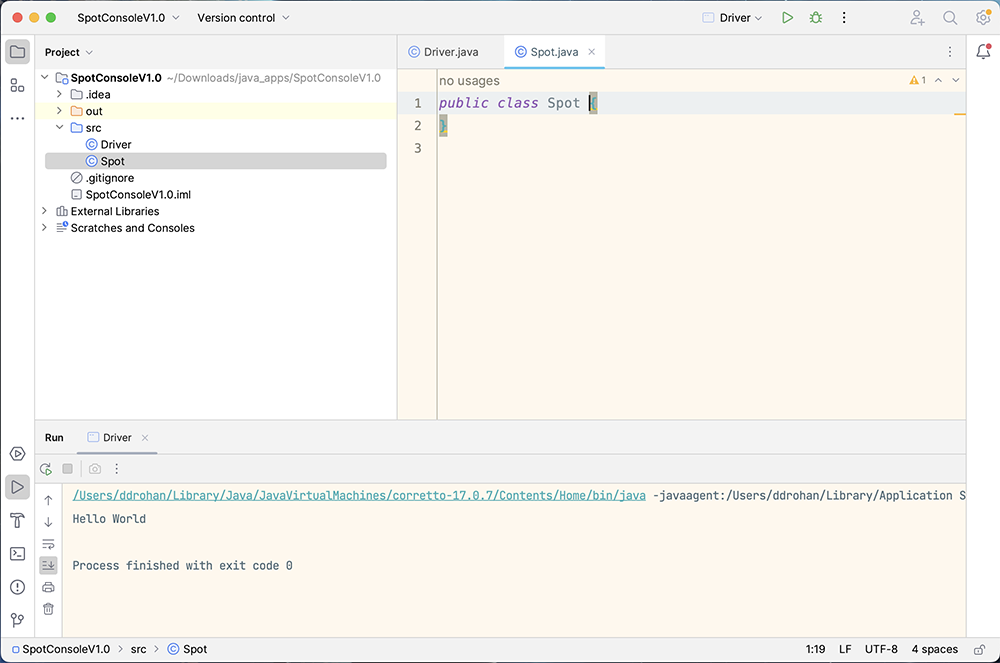 SpotConsoleV1.0 Version control Driver
Project
Driver.java Spot.java
SpotConsoleV1.0 ~/Downloads/java_apps/SpotConsoleV1.0
.idea
out
src
Driver
Spot
.gitignore
SpotConsoleV1.0.iml
External Libraries
Scratches and Consoles
no usages
1
1 public class Spot {
2 }
3
Run Driver
/Users/ddrohan/Library/Java/JavaVirtualMachines/corretto-17.0.7/Contents/Home/bin/java -javaagent:/Users/ddrohan/Library/Application S
Hello World
Process finished with exit code 0
SpotConsoleV1.0 > src > Spot 1:19 LF UTF-8 4 spaces